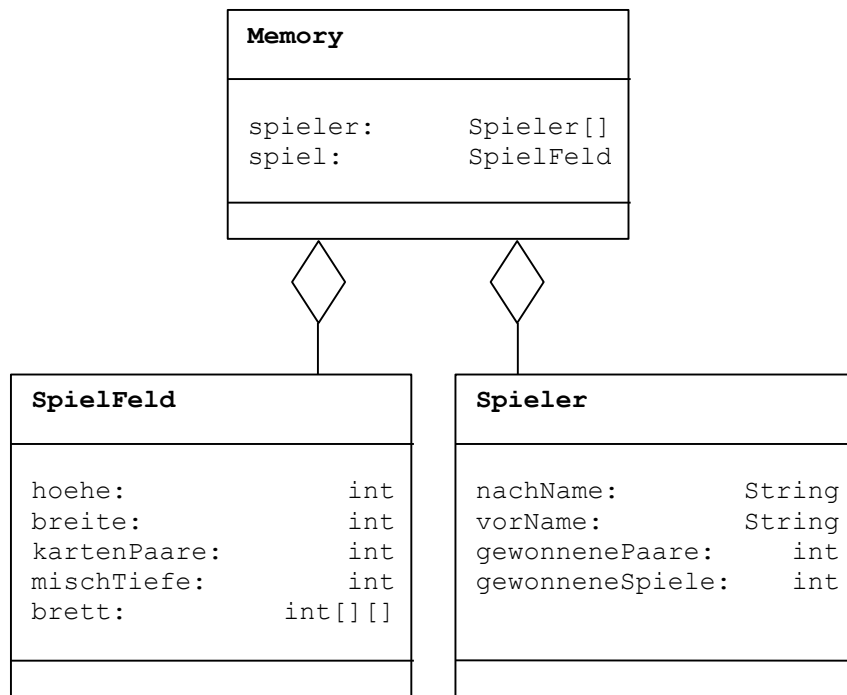 Memory
spieler: Spieler[]
spiel: SpielFeld
SpielFeld
hoehe: int
breite: int
kartenPaare: int
mischTiefe: int
brett: int[][]
Spieler
nachName: String
vorName: String
gewonnenePaare: int
gewonneneSpiele: int